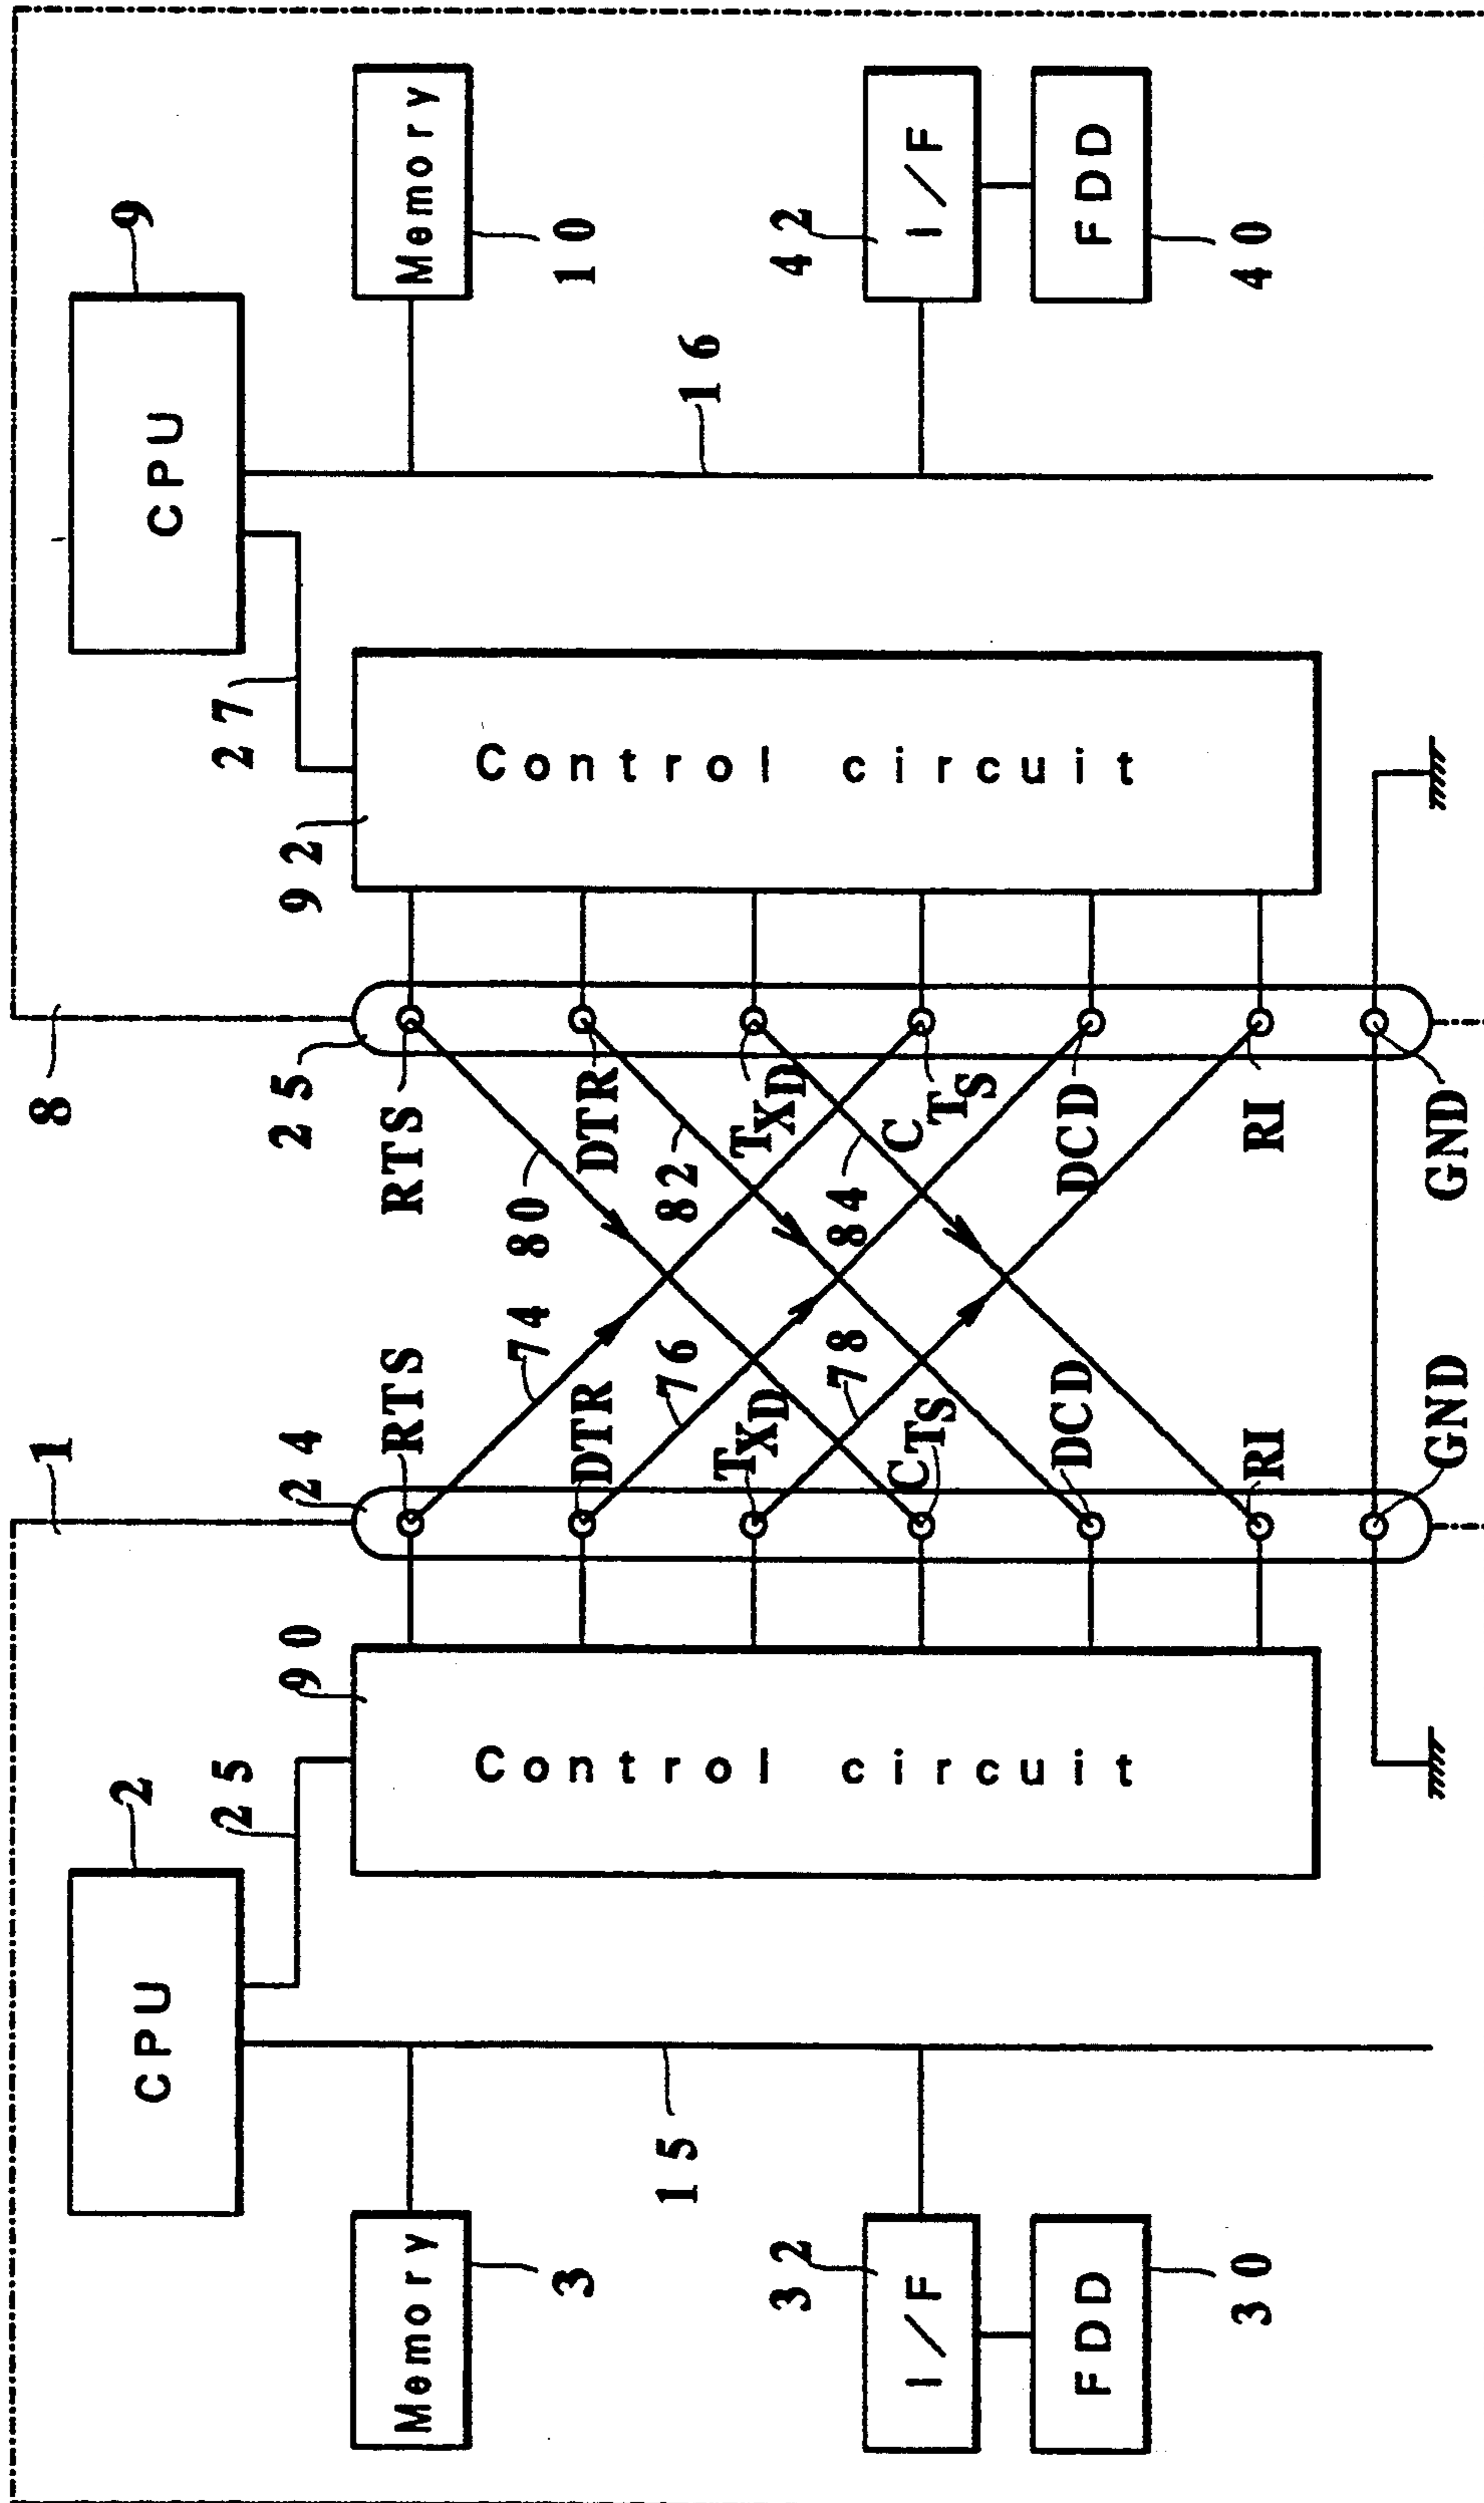 1
8
2
9
CPU
CPU
25
27
90
24
25
92
Memory
RTS
RTS
Memory
74
80
3
10
DTR
DTR
15
76
82
16
Control circuit
Control circuit
TXD
TXD
32
42
78
84
CTS
CTS
I/F
I/F
DCD
DCD
FDD
FDD
30
40
RI
RI
GND
GND